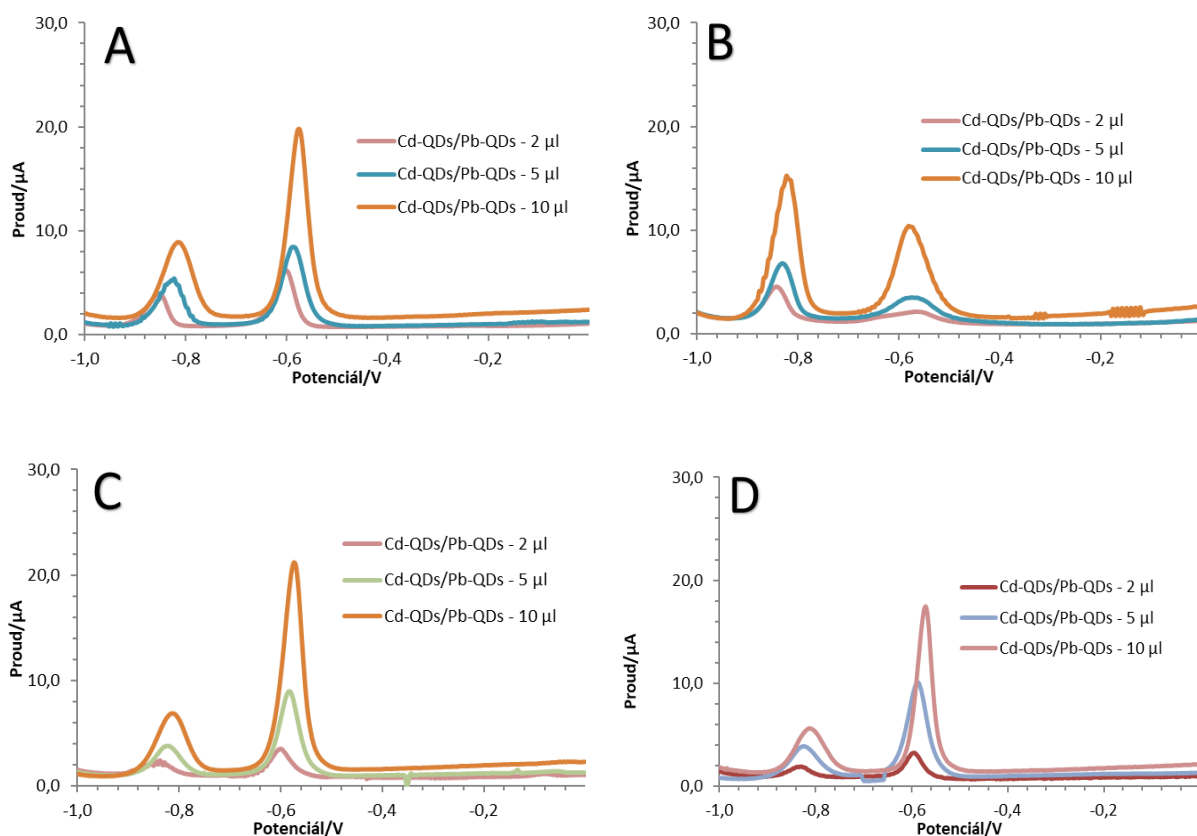 A
30,0
20,0
10,0
0,0
Proud/µA
Cd-QDs/Pb-QDs - 2 µl
Cd-QDs/Pb-QDs - 5 µl
Cd-QDs/Pb-QDs - 10 µl
-1,0 -0,8 -0,6 -0,4 -0,2
Potenciál/V
B
30,0
20,0
10,0
0,0
Proud/µA
Cd-QDs/Pb-QDs - 2 µl
Cd-QDs/Pb-QDs - 5 µl
Cd-QDs/Pb-QDs - 10 µl
-1,0 -0,8 -0,6 -0,4 -0,2
Potenciál/V
C
30,0
20,0
10,0
0,0
Proud/µA
Cd-QDs/Pb-QDs - 2 µl
Cd-QDs/Pb-QDs - 5 µl
Cd-QDs/Pb-QDs - 10 µl
-1,0 -0,8 -0,6 -0,4 -0,2
Potenciál/V
D
30,0
20,0
10,0
0,0
Proud/µA
Cd-QDs/Pb-QDs - 2 µl
Cd-QDs/Pb-QDs - 5 µl
Cd-QDs/Pb-QDs - 10 µl
-1,0 -0,8 -0,6 -0,4 -0,2
Potenciál/V